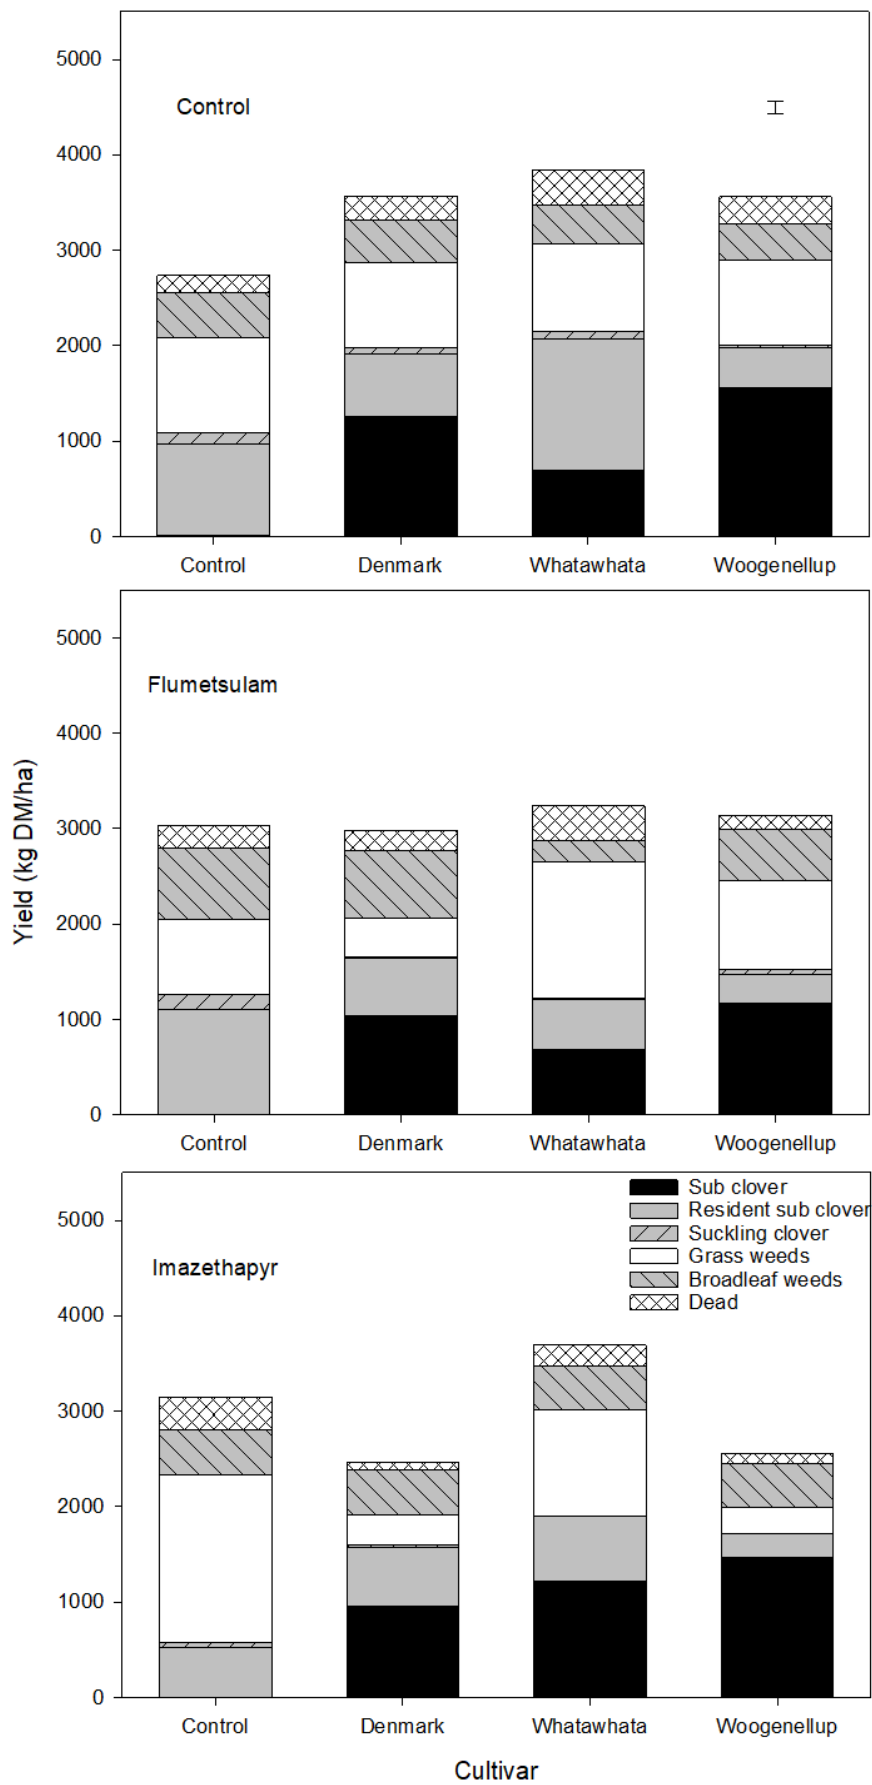 5000
Control
4000
3000
2000
1000
0
Control Denmark Whatawhata Woogenellup
5000
Flumetsulam
4000
3000
2000
1000
0
Control Denmark Whatawhata Woogenellup
Yield (kg DM/ha)
Sub clover
Resident sub clover
Suckling clover
Grass weeds
Broadleaf weeds
Dead
5000
Imazethapyr
4000
3000
2000
1000
0
Control Denmark Whatawhata Woogenellup
Cultivar